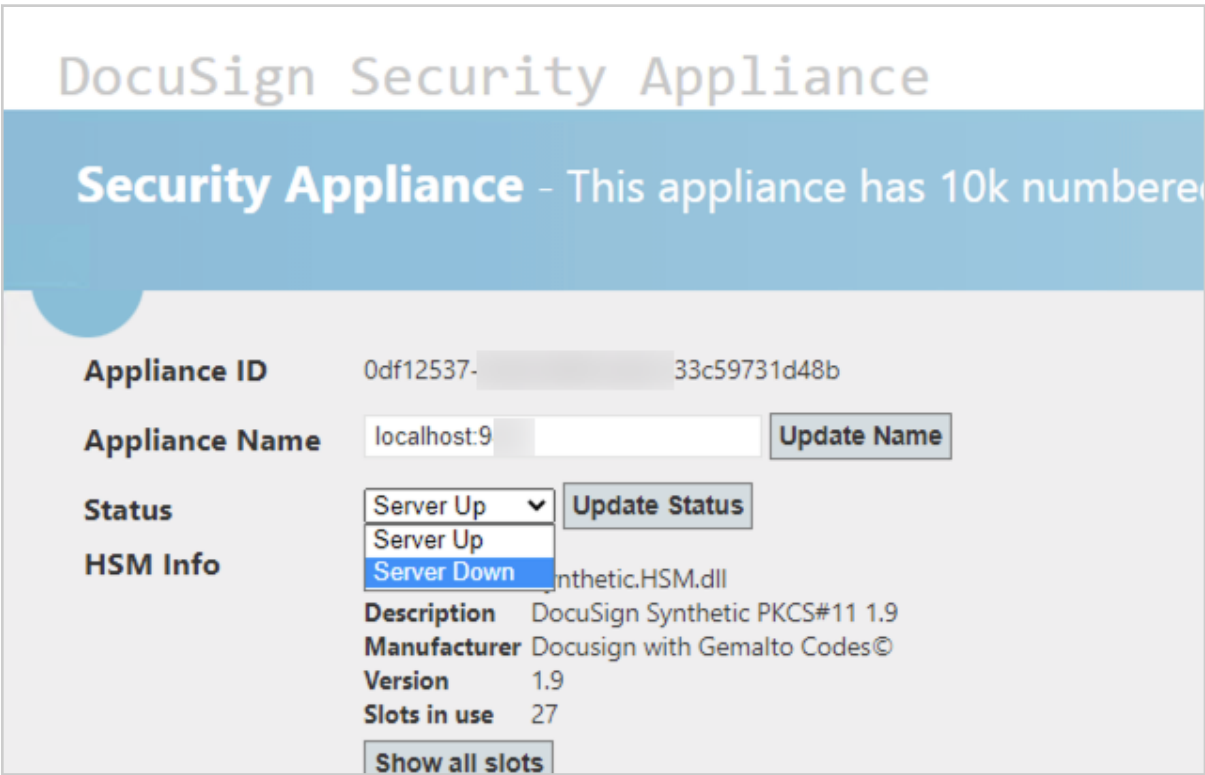 DocuSign Security Appliance
Security Appliance - This appliance has 10k numbered
Appliance ID 0df12537- 33c59731d48b
Appliance Name localhost:9 Update Name
Status Server Up Update Status
Server Up
HSM Info Server Down
nthetic.HSM.dll
Description DocuSign Synthetic PKCS#11 1.9
Manufacturer Docusign with Gemalto Codes©
Version 1.9
Slots in use 27
Show all slots